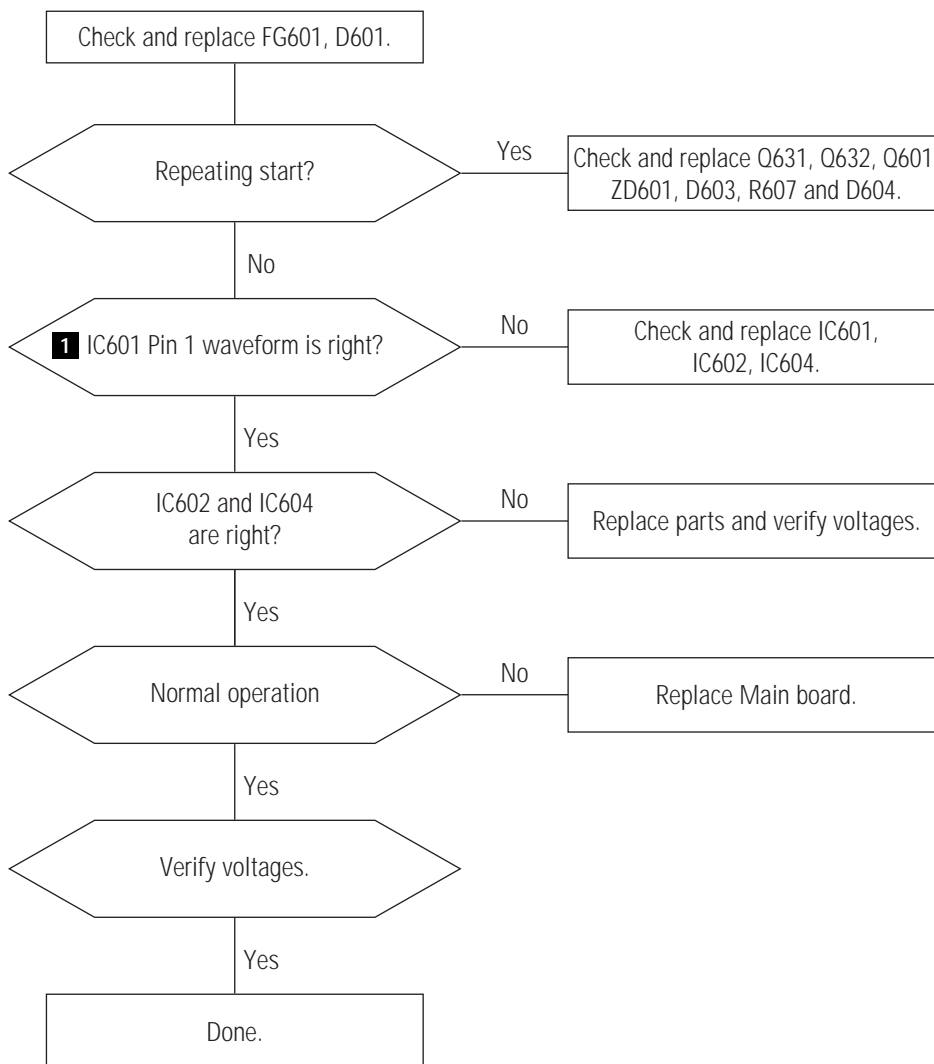 Check and replace FG601, D601.
Repeating start?
Yes
Check and replace Q631, Q632, Q601
ZD601, D603, R607 and D604.
No
1 IC601 Pin 1 waveform is right?
No
Check and replace IC601,
IC602, IC604.
Yes
IC602 and IC604
are right?
No
Replace parts and verify voltages.
Yes
Normal operation
No
Replace Main board.
Yes
Verify voltages.
Yes
Done.